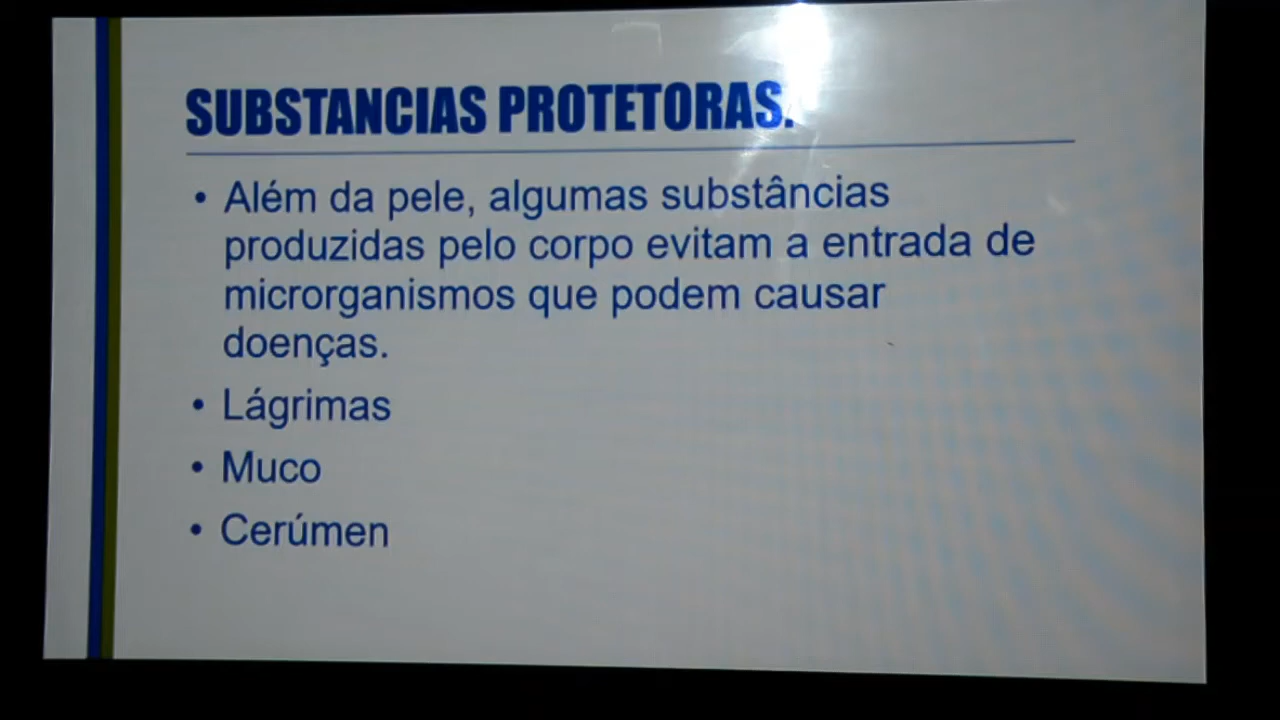 SUBSTANCIAS PROTETORAS.
• Além da pele, algumas substâncias
produzidas pelo corpo evitam a entrada de
microrganismos que podem causar
doenças.
• Lágrimas
• Muco
• Cerúmen